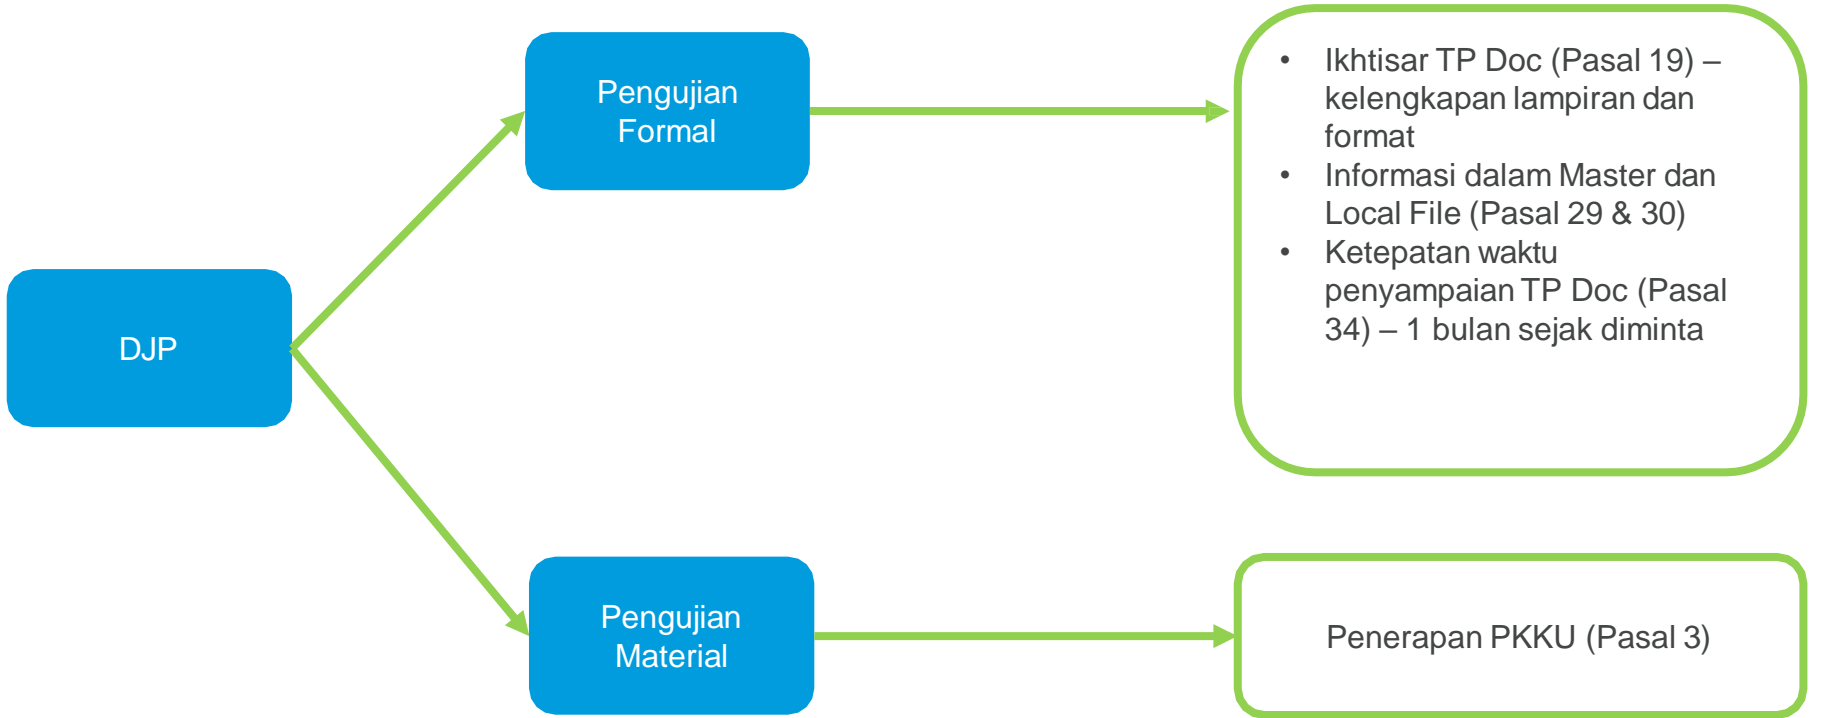 DJP
Pengujian
Formal
• Ikhtisar TP Doc (Pasal 19) –
kelengkapan lampiran dan
format
• Informasi dalam Master dan
Local File (Pasal 29 & 30)
• Ketepatan waktu
penyampaian TP Doc (Pasal
34) – 1 bulan sejak diminta
Pengujian
Material
Penerapan PKKU (Pasal 3)